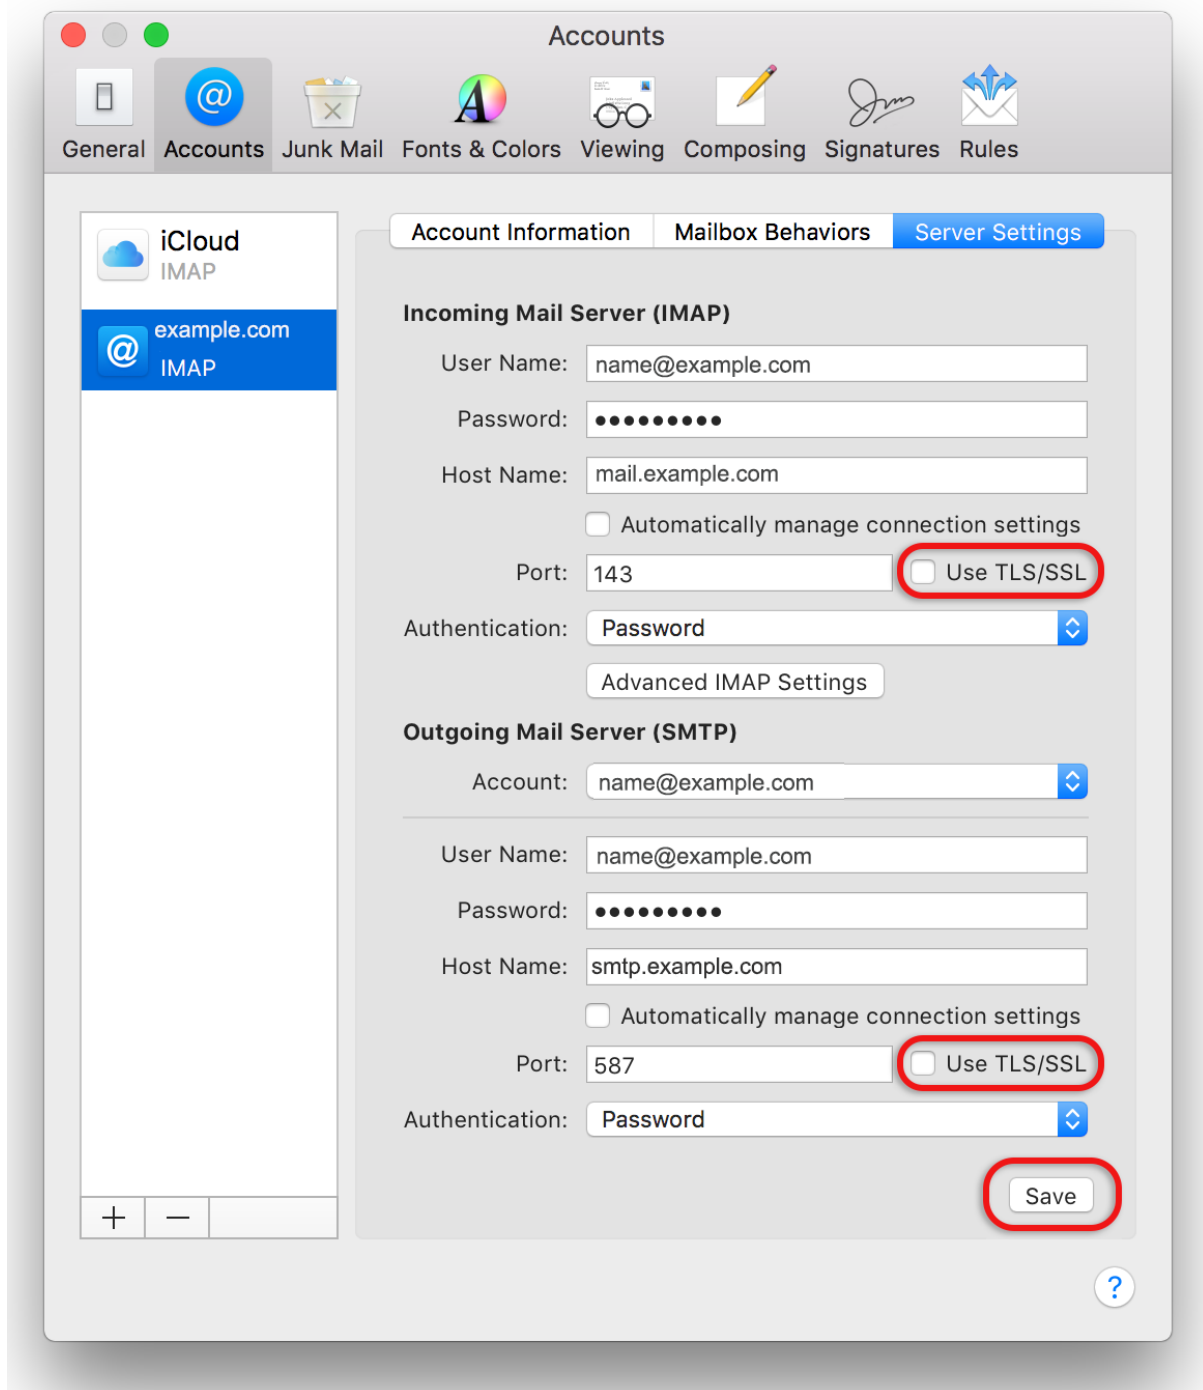 Accounts
General Accounts Junk Mail Fonts & Colors Viewing Composing Signatures Rules
iCloud
IMAP
example.com
IMAP
Account Information Mailbox Behaviors Server Settings
Incoming Mail Server (IMAP)
User Name: name@example.com
Password: •••••••••
Host Name: mail.example.com
Automatically manage connection settings
Port: 143 Use TLS/SSL
Authentication: Password
Advanced IMAP Settings
Outgoing Mail Server (SMTP)
Account: name@example.com
User Name: name@example.com
Password: •••••••••
Host Name: smtp.example.com
Automatically manage connection settings
Port: 587 Use TLS/SSL
Authentication: Password
Save
?